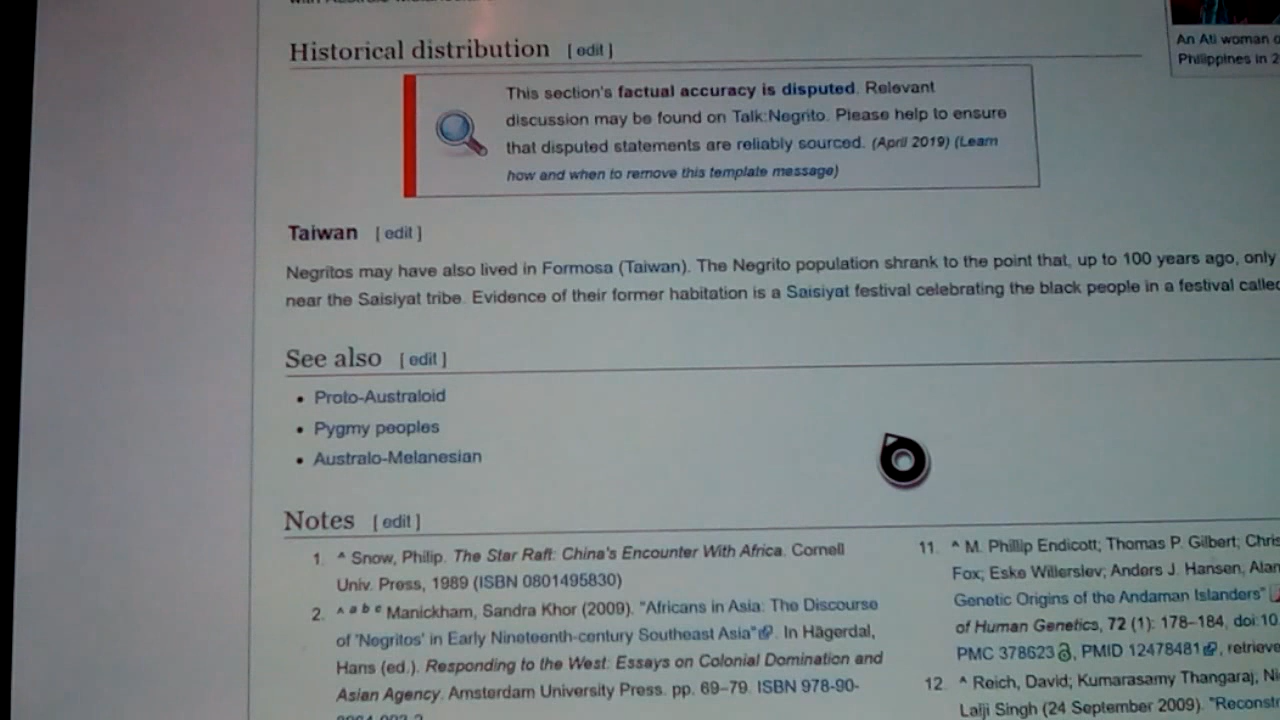 Historical distribution [ edit ]
An Ati woman
Philippines in 2
This section's factual accuracy is disputed. Relevant
discussion may be found on Talk:Negrito. Please help to ensure
that disputed statements are reliably sourced. (April 2019) (Learn
how and when to remove this template message)
Taiwan [ edit ]
Negritos may have also lived in Formosa (Taiwan). The Negrito population shrank to the point that, up to 100 years ago, only
near the Saisiyat tribe. Evidence of their former habitation is a Saisiyat festival celebrating the black people in a festival called
See also [ edit ]
• Proto-Australoid
• Pygmy peoples
• Australo-Melanesian
Notes [ edit ]
1. ^ Snow, Philip. The Star Raft: China's Encounter With Africa. Cornell
Univ. Press, 1989 (ISBN 0801495830)
2. ^ a b c Manickham, Sandra Khor (2009). "Africans in Asia: The Discourse
of 'Negritos' in Early Nineteenth-century Southeast Asia". In Hägerdal,
Hans (ed.). Responding to the West: Essays on Colonial Domination and
Asian Agency. Amsterdam University Press. pp. 69–79. ISBN 978-90-
11. ^ M. Phillip Endicott; Thomas P. Gilbert; Chris
Fox; Eske Willerslev; Anders J. Hansen, Alan
Genetic Origins of the Andaman Islanders"
of Human Genetics, 72 (1): 178–184, doi:10
PMC 378623, PMID 12478481, retrieve
12. ^ Reich, David; Kumarasamy Thangaraj, Ni
Lalji Singh (24 September 2009). "Reconst